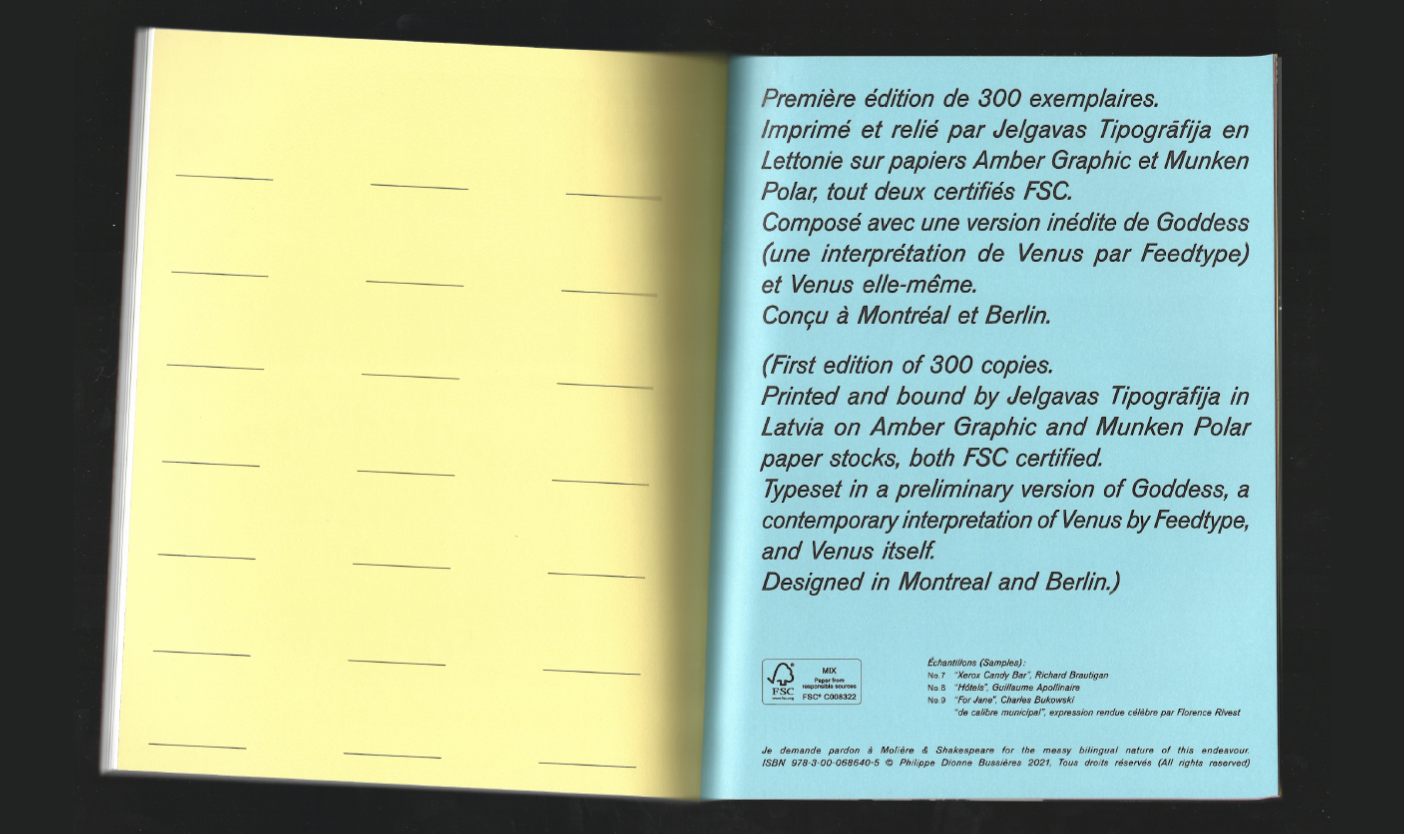 Première édition de 300 exemplaires.
Imprimé et relié par Jelgavas Tipogrāfija en
Lettonie sur papiers Amber Graphic et Munken
Polar, tout deux certifiés FSC.
Composé avec une version inédite de Goddess
(une interprétation de Venus par Feedtype)
et Venus elle-même.
Conçu à Montréal et Berlin.
(First edition of 300 copies.
Printed and bound by Jelgavas Tipogrāfija in
Latvia on Amber Graphic and Munken Polar
paper stocks, both FSC certified.
Typeset in a preliminary version of Goddess, a
contemporary interpretation of Venus by Feedtype,
and Venus itself.
Designed in Montreal and Berlin.)
FSC
www.fsc.org
MIX
Paper from
responsible sources
FSC® C008322
Échantillons (Samples):
No.7 "Xerox Candy Bar", Richard Brautigan
No.8 "Hôtels", Guillaume Apollinaire
No.9 "For Jane", Charles Bukowski
"de calibre municipal", expression rendue célèbre par Florence Rivest
Je demande pardon à Molière & Shakespeare for the messy bilingual nature of this endeavour.
ISBN 978-3-00-068640-5 © Philippe Dionne Bussières 2021, Tous droits réservés (All rights reserved)